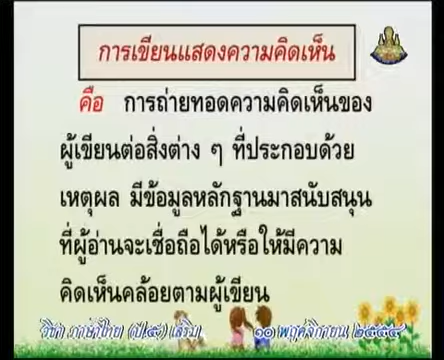 การเขียนแสดงความคิดเห็น
คือ การถ่ายทอดความคิดเห็นของ
ผู้เขียนต่อสิ่งต่าง ๆ ที่ประกอบด้วย
เหตุผล มีข้อมูลหลักฐานมาสนับสนุน
ที่ผู้อ่านจะเชื่อถือได้หรือให้มีความ
คิดเห็นคล้อยตามผู้เขียน
วิชา ภาษาไทย (ป.๕) เสริม ๑๐ พฤศจิกายน ๒๕๕๔